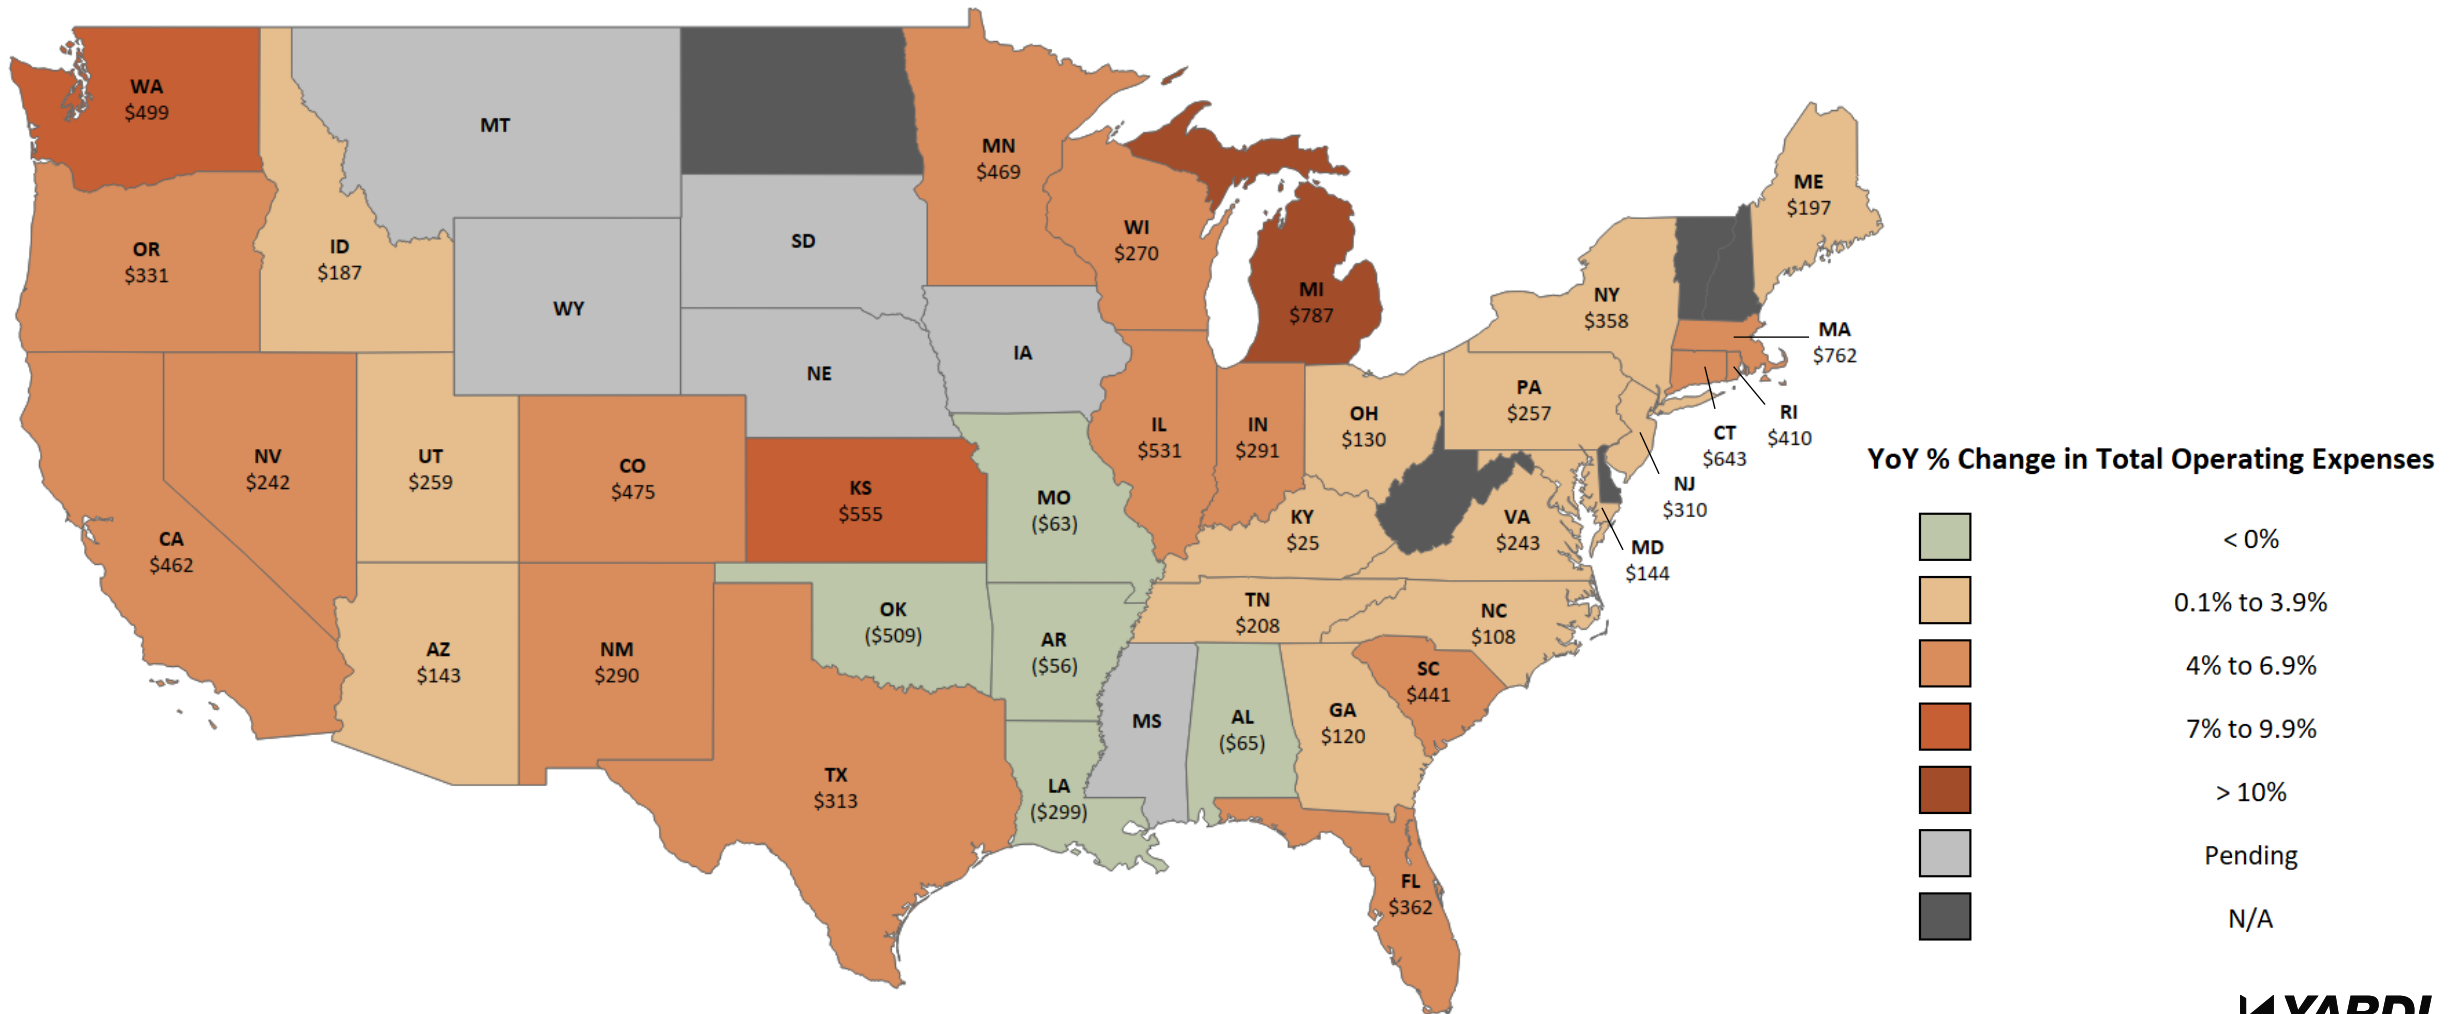 WA
$499
MT
MN
$469
OR
$331
ID
$187
WY
SD
WI
$270
MI
$787
ME
$197
NY
$358
MA
$762
NE
IA
PA
$257
RI
$410
CT
$643
NV
$242
UT
$259
CO
$475
KS
$555
MO
($63)
IL
$531
IN
$291
OH
$130
NJ
$310
CA
$462
KY
$25
VA
$243
MD
$144
AZ
$143
NM
$290
OK
($509)
AR
($56)
TN
$208
NC
$108
SC
$441
TX
$313
LA
($299)
MS
AL
($65)
GA
$120
FL
$362
YoY % Change in Total Operating Expenses
< 0%
0.1% to 3.9%
4% to 6.9%
7% to 9.9%
> 10%
Pending
N/A
YARDI